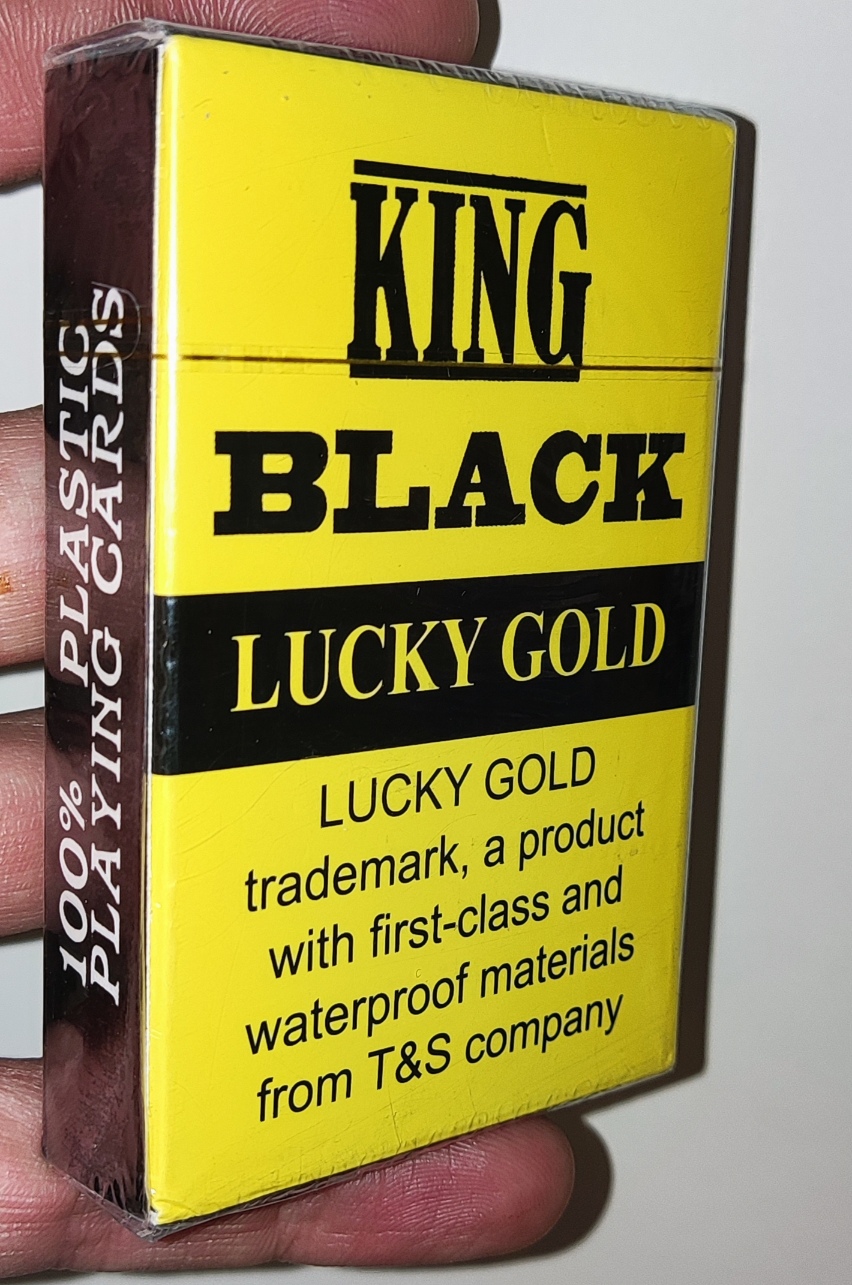 KING
BLACK
LUCKY GOLD
LUCKY GOLD
trademark, a product
with first-class and
waterproof materials
from T&S company
100% PLASTIC
PLAYING CARDS